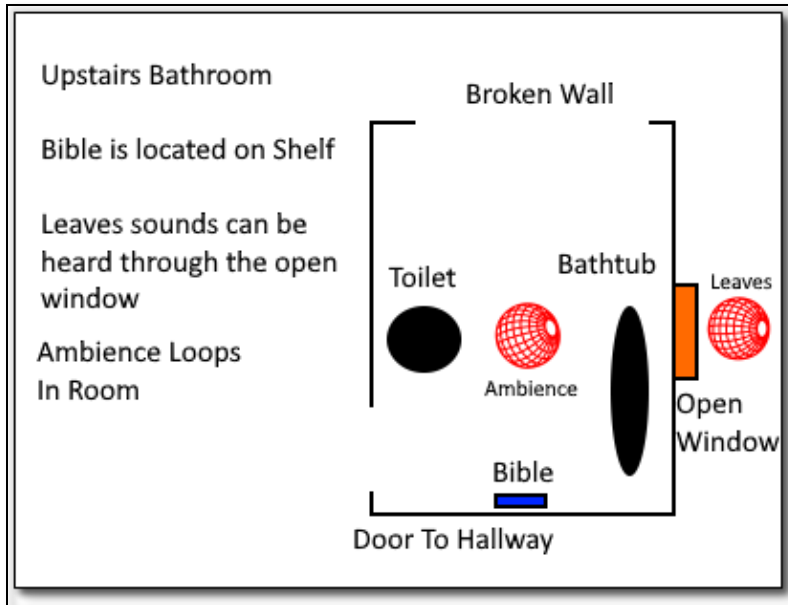 Upstairs Bathroom
Bible is located on Shelf
Leaves sounds can be
heard through the open
window
Ambience Loops
In Room
Broken Wall
Toilet
Bathtub
Leaves
Ambience
Open
Window
Bible
Door To Hallway